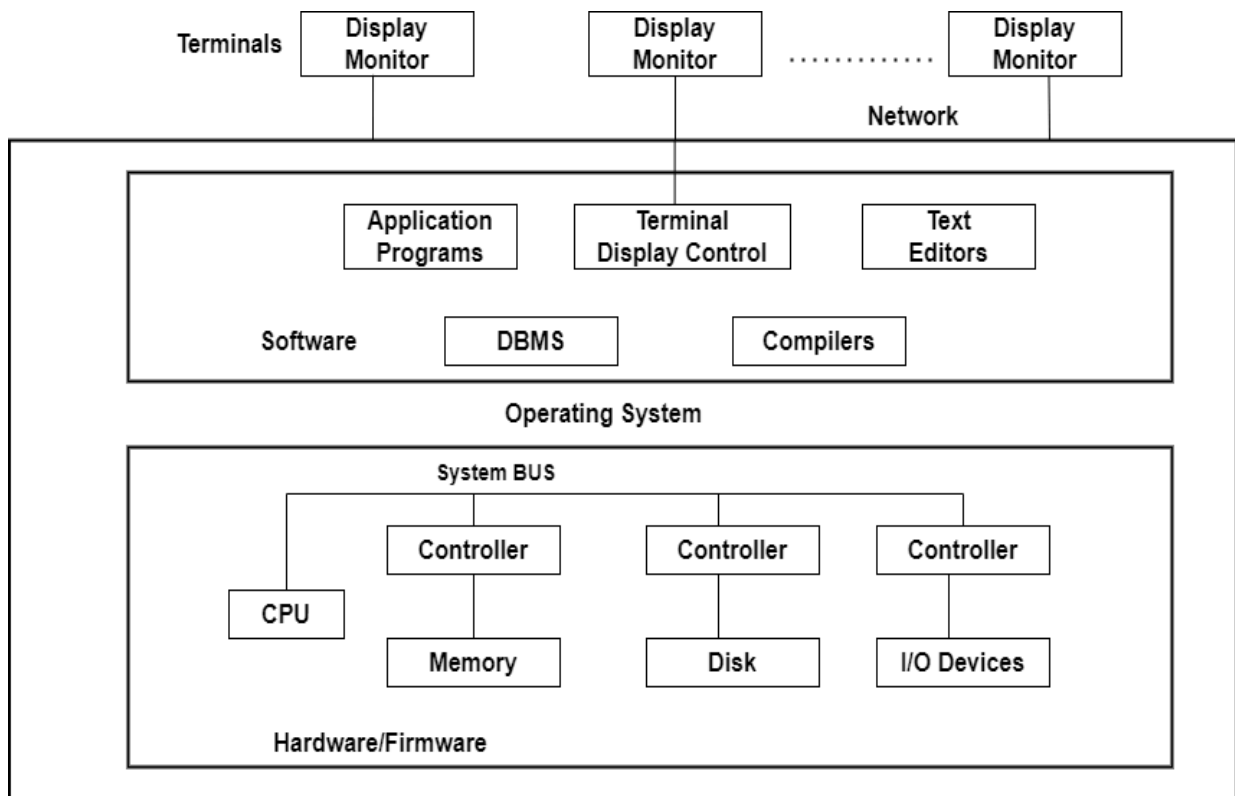 Terminals
Display
Monitor
Display
Monitor
Display
Monitor
Network
Application
Programs
Terminal
Display Control
Text
Editors
Software
DBMS
Compilers
Operating System
System BUS
Controller
Controller
Controller
CPU
Memory
Disk
I/O Devices
Hardware/Firmware